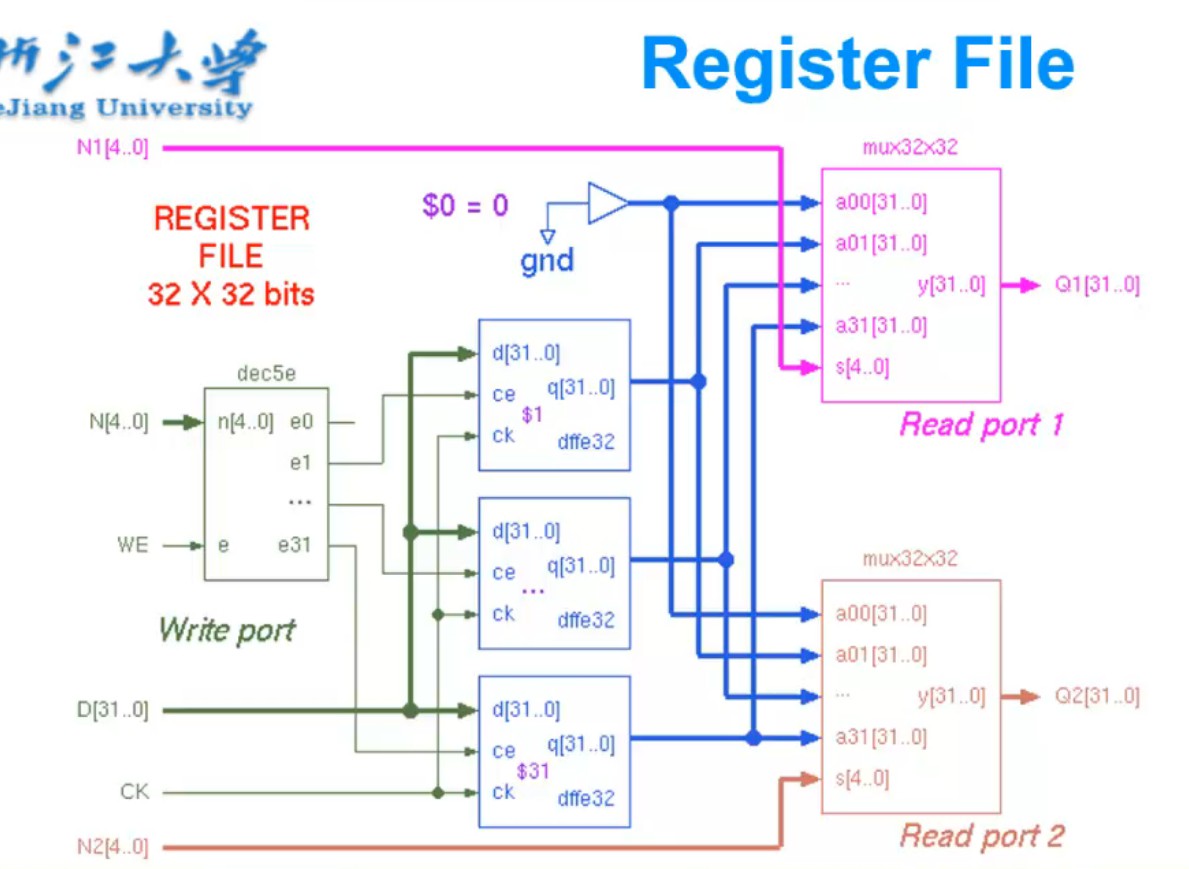 浙江大学
eJiang University
Register File
N1[4..0]
mux32x32
REGISTER
FILE
32 X 32 bits
$0 = 0
gnd
a00[31..0]
a01[31..0]
...
y[31..0]
Q1[31..0]
a31[31..0]
s[4..0]
Read port 1
dec5e
N[4..0]
n[4..0]
e0
e1
...
WE
e
e31
Write port
d[31..0]
ce
q[31..0]
$1
ck
dffe32
d[31..0]
ce
q[31..0]
...
ck
dffe32
D[31..0]
d[31..0]
ce
q[31..0]
$31
CK
ck
dffe32
mux32x32
a00[31..0]
a01[31..0]
...
y[31..0]
Q2[31..0]
a31[31..0]
s[4..0]
N2[4..0]
Read port 2